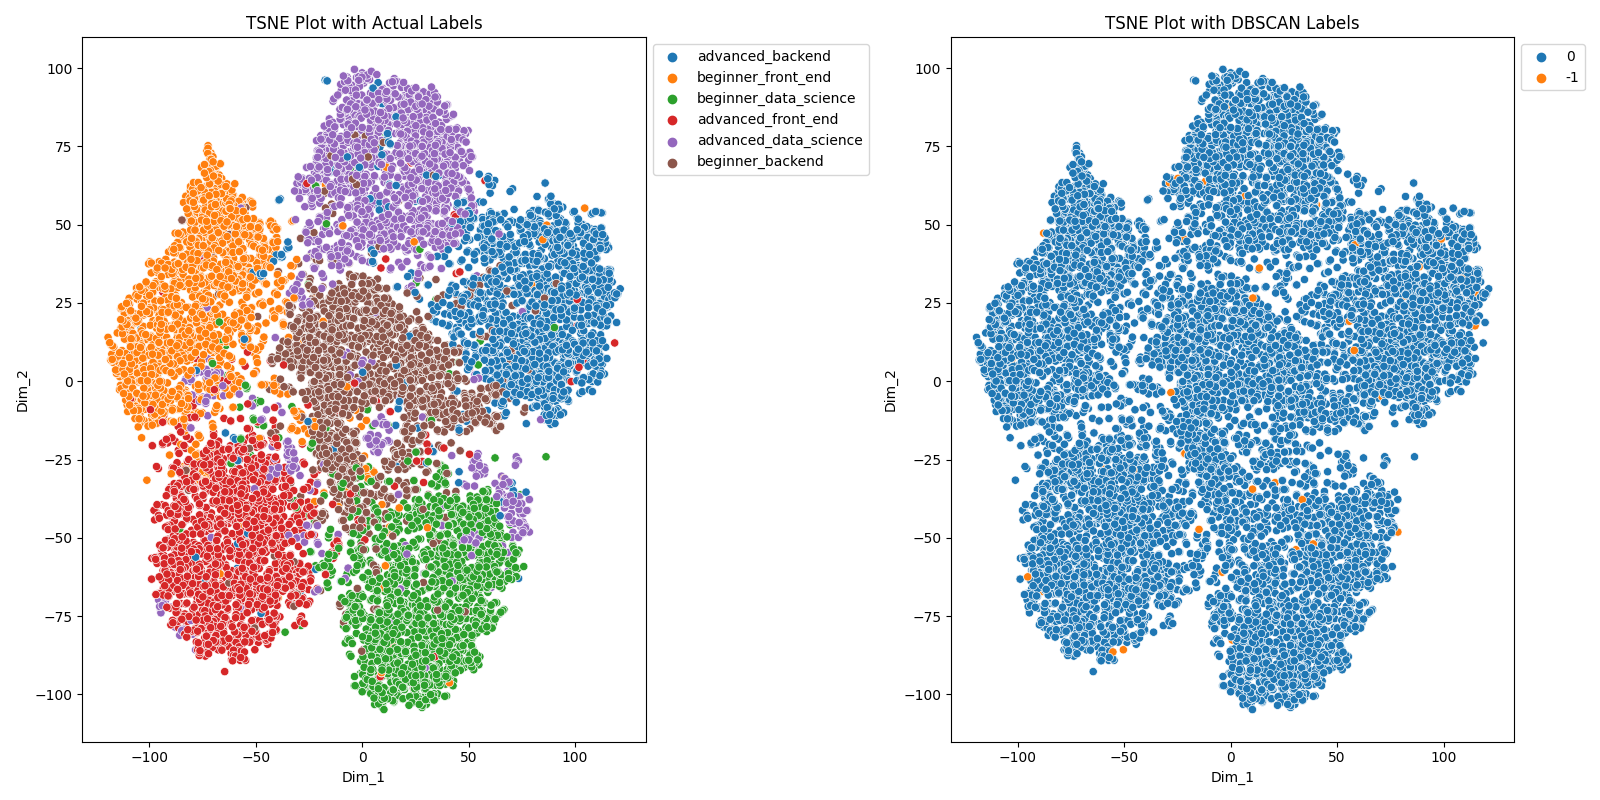 TSNE Plot with Actual Labels
100
75
50
25
0
−25
−50
−75
−100
Dim_2
−100
−50
0
50
100
Dim_1
advanced_backend
beginner_front_end
beginner_data_science
advanced_front_end
advanced_data_science
beginner_backend
TSNE Plot with DBSCAN Labels
100
75
50
25
0
−25
−50
−75
−100
Dim_2
−100
−50
0
50
100
Dim_1
0
-1